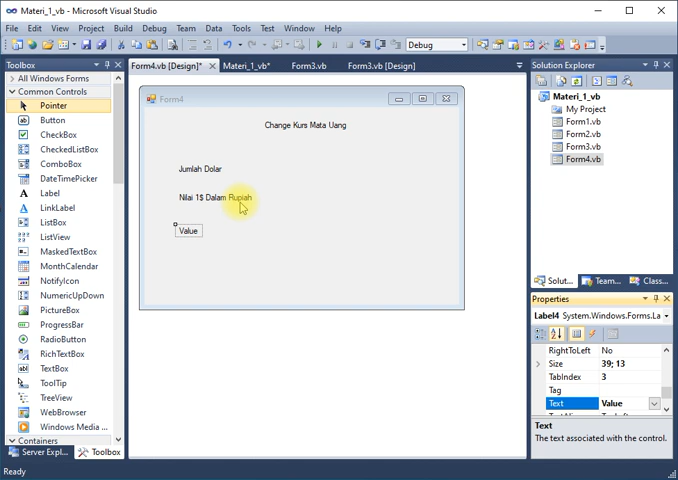 Materi_1_vb - Microsoft Visual Studio
File Edit View Project Build Debug Team Data Tools Test Window Help
Debug
Toolbox
Form4.vb [Design]* Materi_1_vb* Form3.vb Form3.vb [Design]
Solution Explorer
All Windows Forms
Common Controls
Pointer
Button
CheckBox
CheckedListBox
ComboBox
DateTimePicker
Label
LinkLabel
ListBox
ListView
MaskedTextBox
MonthCalendar
NotifyIcon
NumericUpDown
PictureBox
ProgressBar
RadioButton
RichTextBox
TextBox
ToolTip
TreeView
WebBrowser
Windows Media ...
Containers
Server Expl... Toolbox
Form4
Change Kurs Mata Uang
Jumlah Dolar
Nilai 1$ Dalam Rupiah
Value
Materi_1_vb
My Project
Form1.vb
Form2.vb
Form3.vb
Form4.vb
Solut... Team... Class...
Properties
Label4 System.Windows.Forms.La
RightToLeft No
Size 39; 13
TabIndex 3
Tag
Text Value
Text
The text associated with the control.
Ready